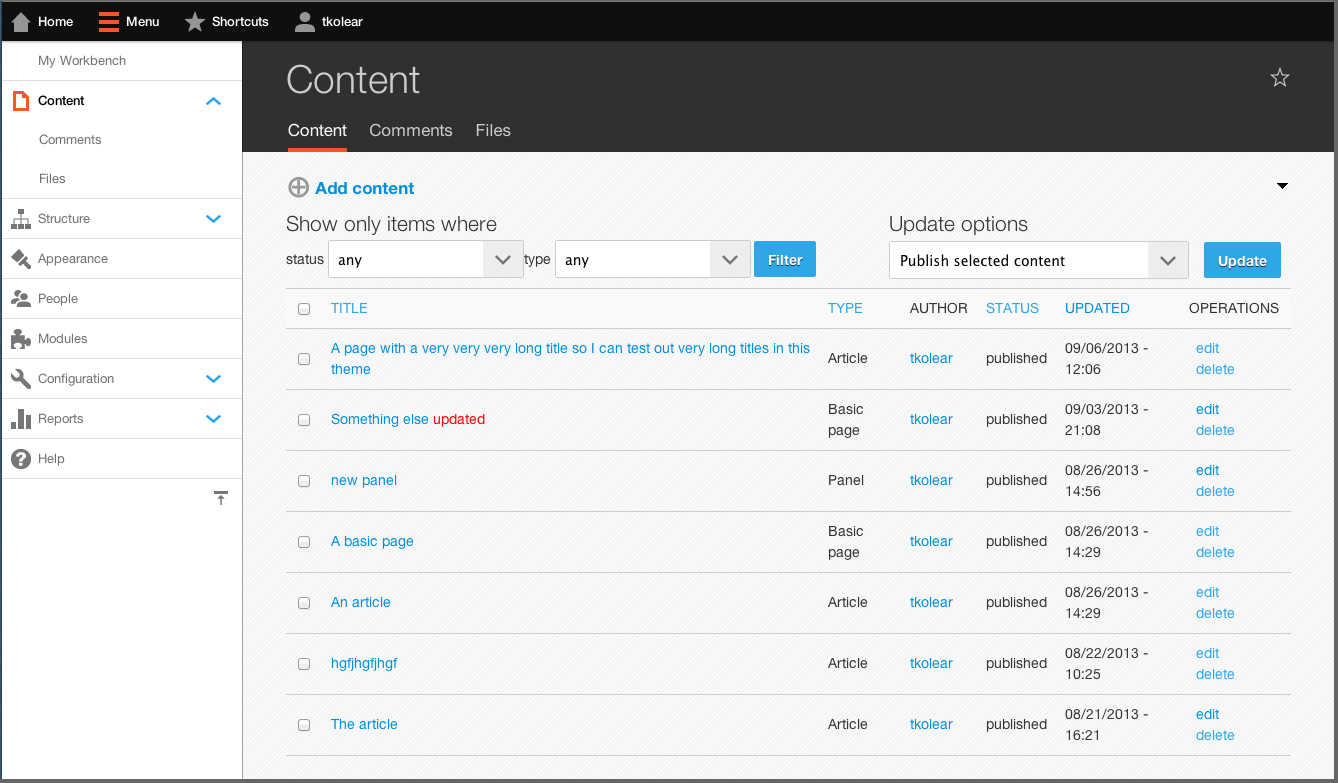 Home Menu Shortcuts tkolear
My Workbench
Content
Comments
Files
Structure
Appearance
People
Modules
Configuration
Reports
Help
Content
Content Comments Files
Add content
Show only items where
status any type any Filter
Update options
Publish selected content Update
TITLE TYPE AUTHOR STATUS UPDATED OPERATIONS
A page with a very very very long title so I can test out very long titles in this
theme
Article tkolear published
09/06/2013 -
12:06
edit
delete
Something else updated
Basic
page
tkolear published
09/03/2013 -
21:08
edit
delete
new panel
Panel tkolear published
08/26/2013 -
14:56
edit
delete
A basic page
Basic
page
tkolear published
08/26/2013 -
14:29
edit
delete
An article
Article tkolear published
08/26/2013 -
14:29
edit
delete
hgfjhgfjhgf
Article tkolear published
08/22/2013 -
10:25
edit
delete
The article
Article tkolear published
08/21/2013 -
16:21
edit
delete